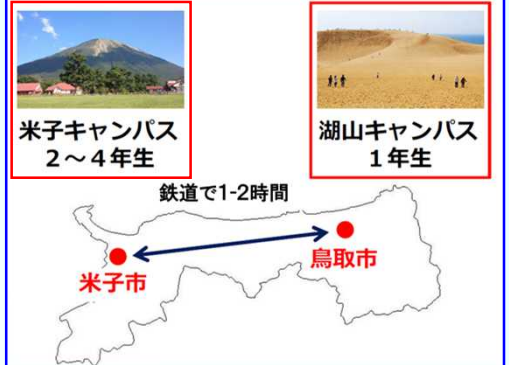 米子キャンパス
２～４年生
湖山キャンパス
１年生
鉄道で1-2時間
鳥取市
米子市